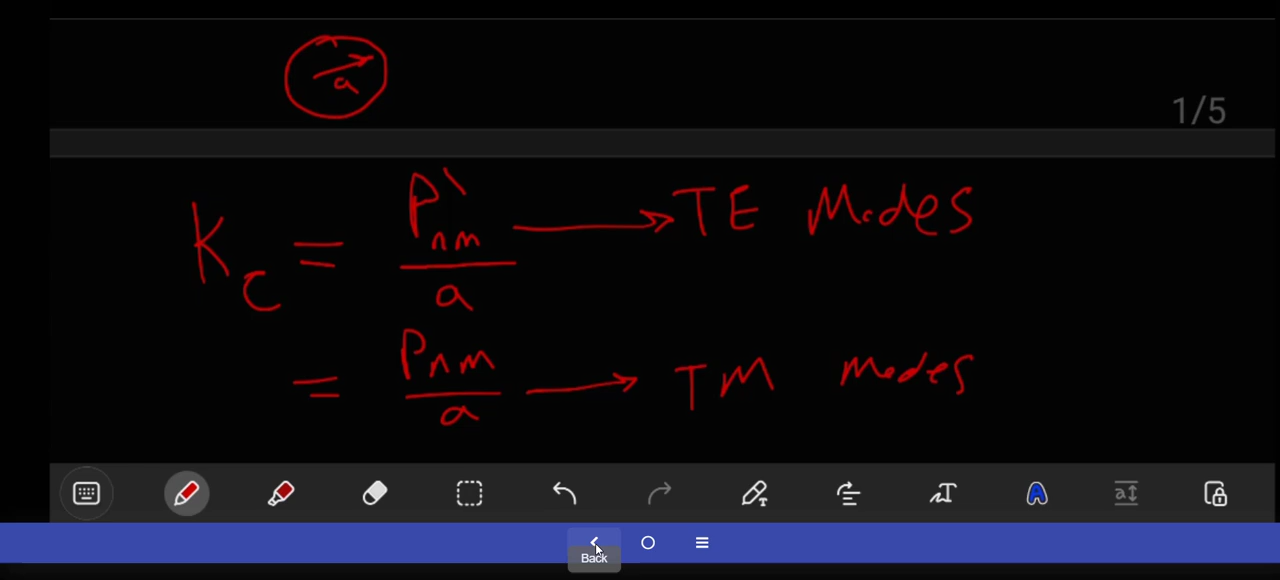 a
1/5
K_c = P'_nm / a → TE Modes
= P_nm / a → TM modes
Back